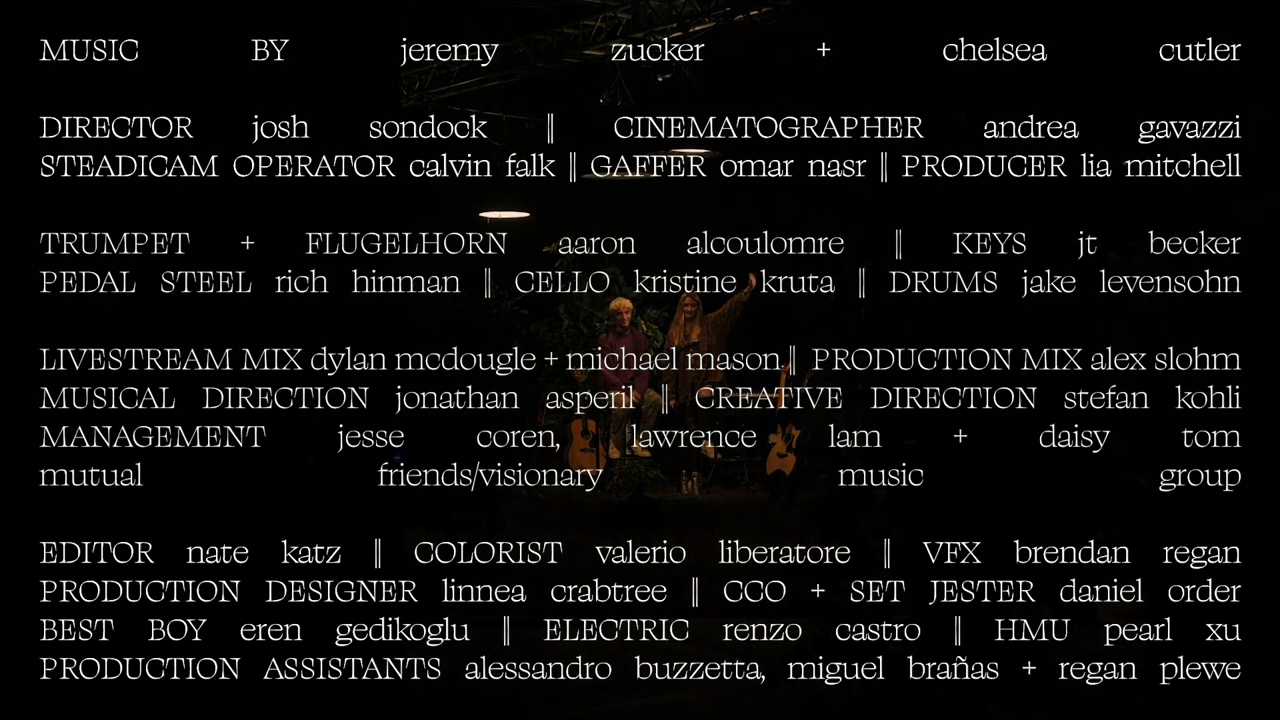 MUSIC BY jeremy zucker + chelsea cutler
DIRECTOR josh sondock || CINEMATOGRAPHER andrea gavazzi
STEADICAM OPERATOR calvin falk || GAFFER omar nasr || PRODUCER lia mitchell
TRUMPET + FLUGELHORN aaron alcoulomre || KEYS jt becker
PEDAL STEEL rich hinman || CELLO kristine kruta || DRUMS jake levensohn
LIVESTREAM MIX dylan mcdougle + michael mason || PRODUCTION MIX alex slohm
MUSICAL DIRECTION jonathan asperil || CREATIVE DIRECTION stefan kohli
MANAGEMENT jesse coren, lawrence lam + daisy tom
mutual friends/visionary music group
EDITOR nate katz || COLORIST valerio liberatore || VFX brendan regan
PRODUCTION DESIGNER linnea crabtree || CCO + SET JESTER daniel order
BEST BOY eren gedikoglu || ELECTRIC renzo castro || HMU pearl xu
PRODUCTION ASSISTANTS alessandro buzzetta, miguel brañas + regan plewe